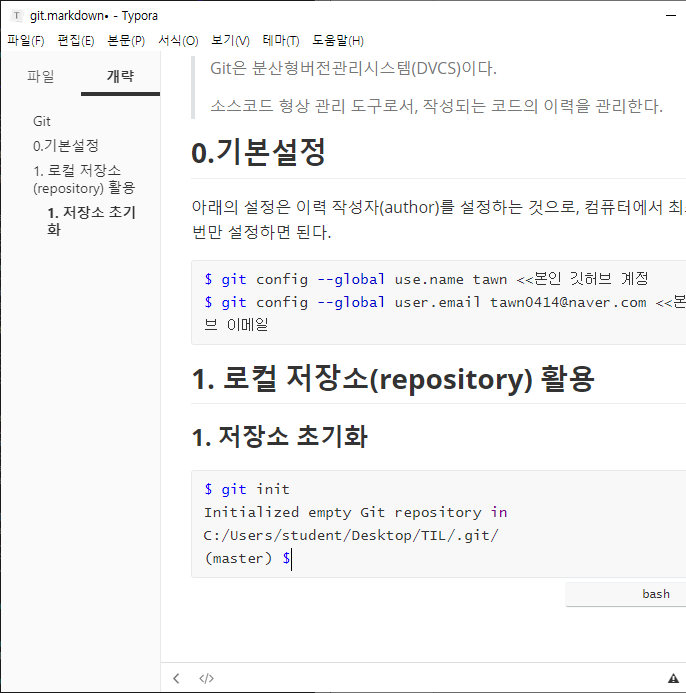 git.markdown• - Typora
파일(F) 편집(E) 본문(P) 서식(O) 보기(V) 테마(T) 도움말(H)
파일 개략
Git
0.기본설정
1. 로컬 저장소
(repository) 활용
1. 저장소 초기
화
Git은 분산형버전관리시스템(DVCS)이다.
소스코드 형상 관리 도구로서, 작성되는 코드의 이력을 관리한다.
0.기본설정
아래의 설정은 이력 작성자(author)를 설정하는 것으로, 컴퓨터에서 최
번만 설정하면 된다.
$ git config --global use.name tawn <<본인 깃허브 계정
$ git config --global user.email tawn0414@naver.com <<본
브 이메일
1. 로컬 저장소(repository) 활용
1. 저장소 초기화
$ git init
Initialized empty Git repository in
C:/Users/student/Desktop/TIL/.git/
(master) $
bash